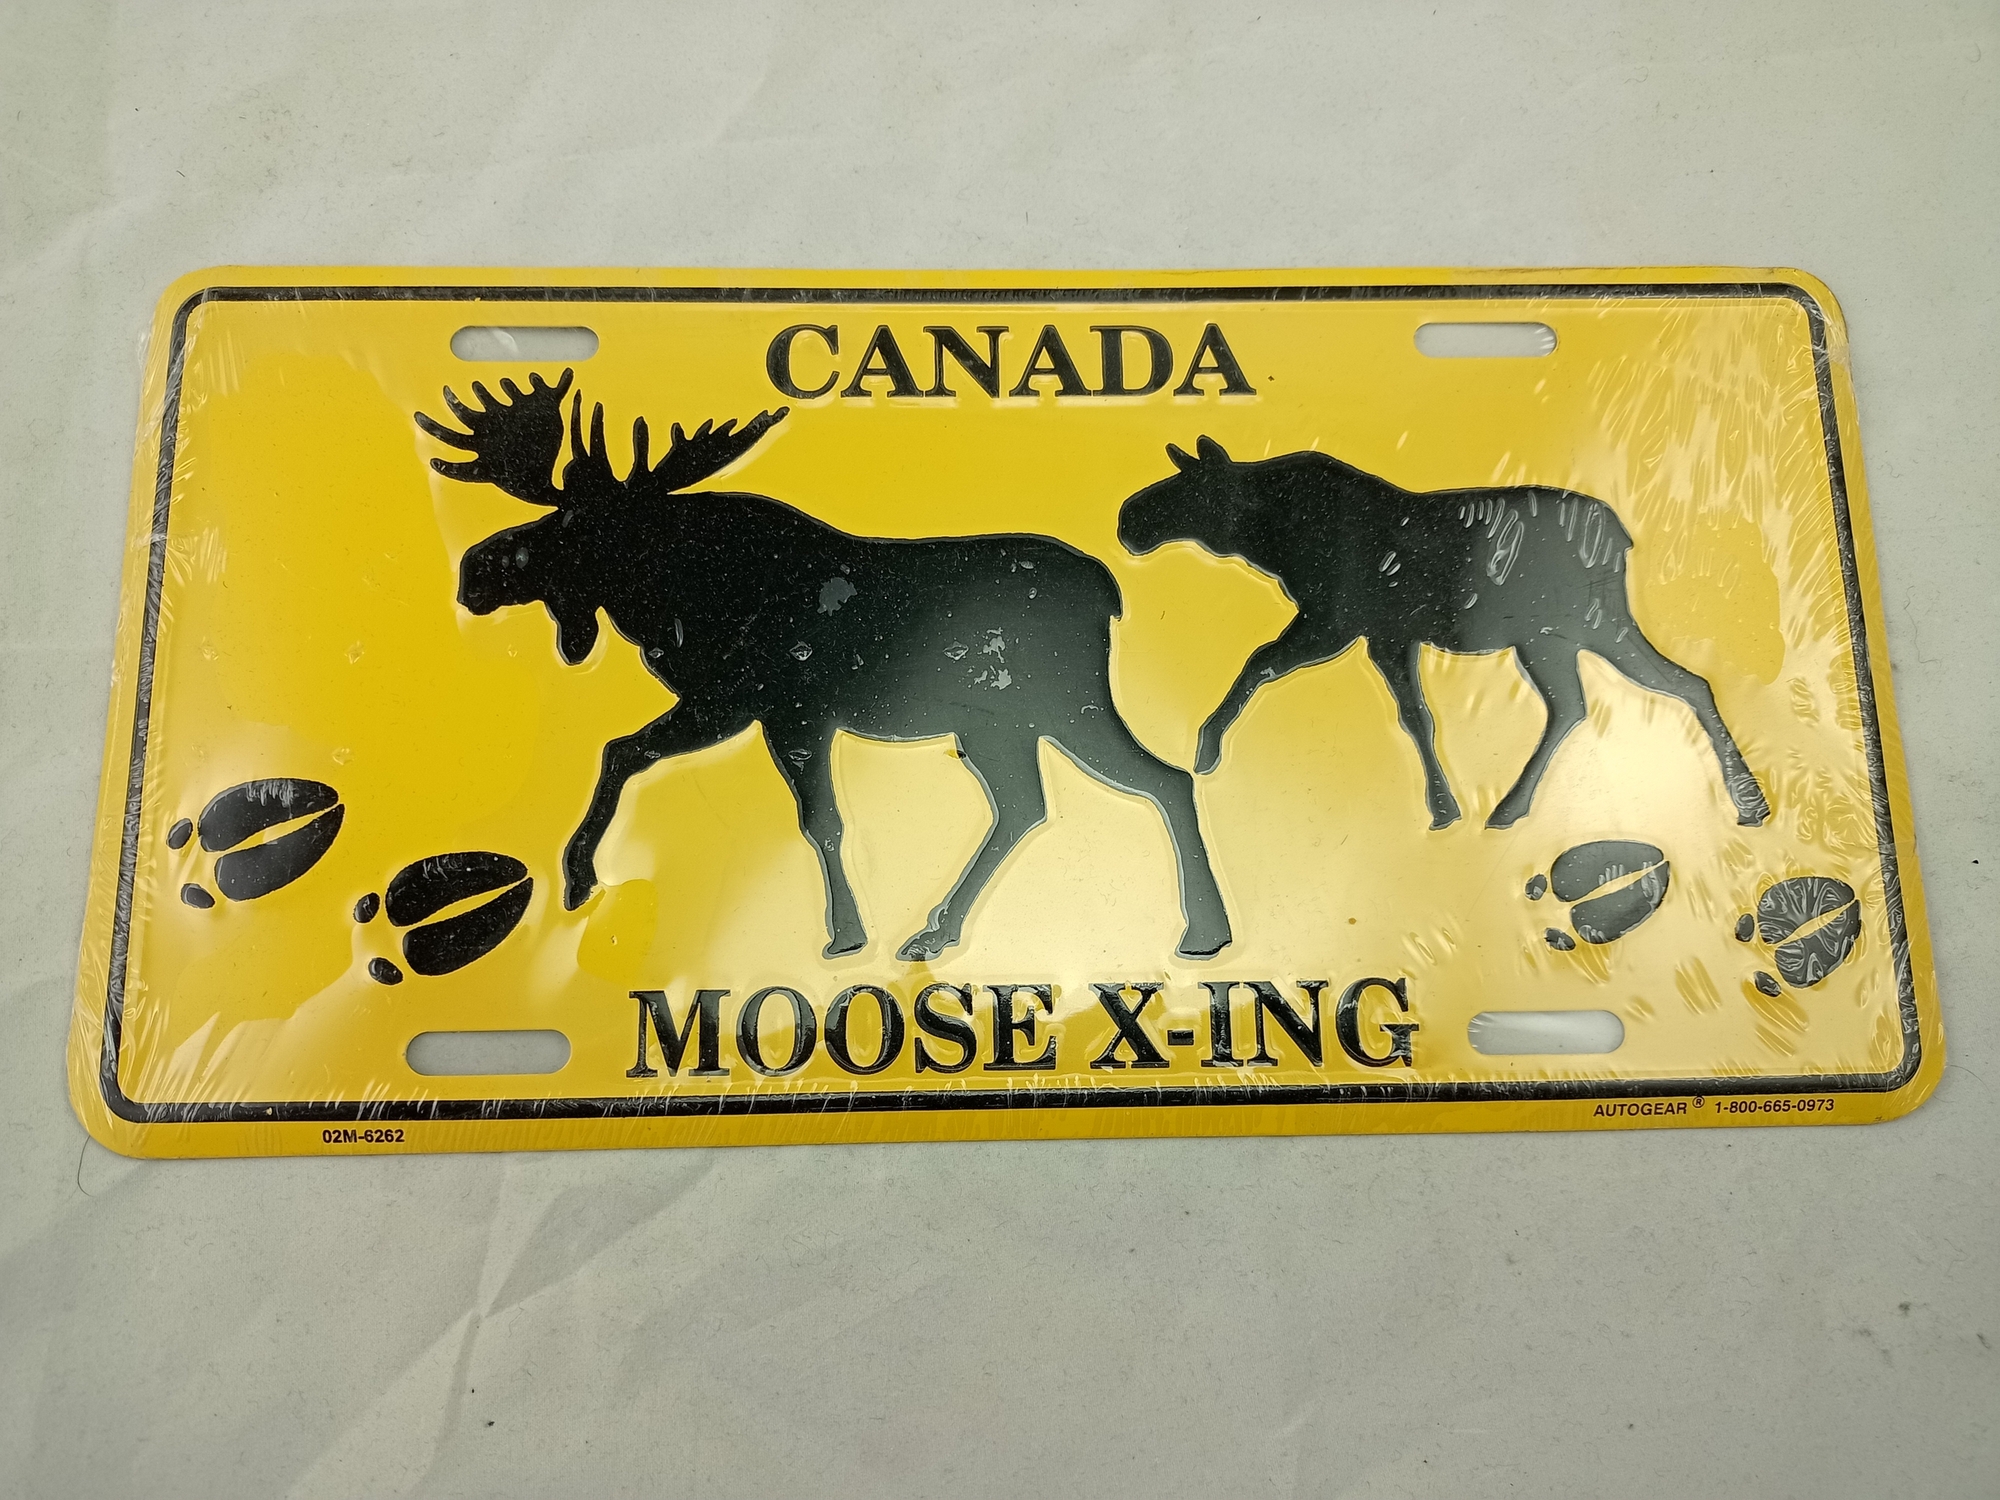 CANADA
MOOSE X-ING
02M-6262
AUTOGEAR® 1-800-665-0973